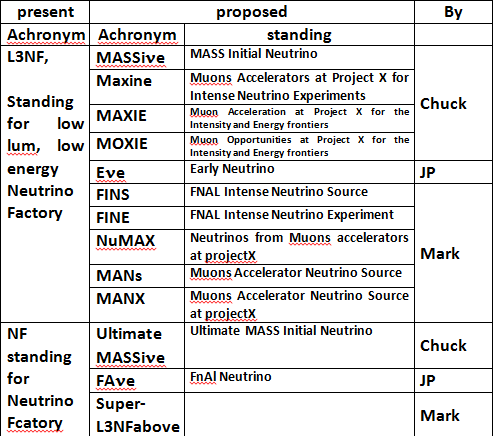 present proposed By
Achronym Achronym standing
L3NF,
Standing
for low
lum, low
energy
Neutrino
Factory
MASSive MASS Initial Neutrino
Maxine Muons Accelerators at Project X for
Intense Neutrino Experiments
MAXIE Muon Acceleration at Project X for the
Intensity and Energy frontiers
MOXIE Muon Opportunities at Project X for the
Intensity and Energy frontiers
Chuck
Eve Early Neutrino JP
FINS FNAL Intense Neutrino Source
FINE FNAL Intense Neutrino Experiment
NuMAX Neutrinos from Muons accelerators
at projectX
MANs Muons Accelerator Neutrino Source
MANX Muons Accelerator Neutrino Source
at projectX
Mark
NF
standing
for
Neutrino
Fcatory
Ultimate Ultimate MASS Initial Neutrino
MASSive
Chuck
FAve FnAl Neutrino JP
Super-
L3NFabove
Mark